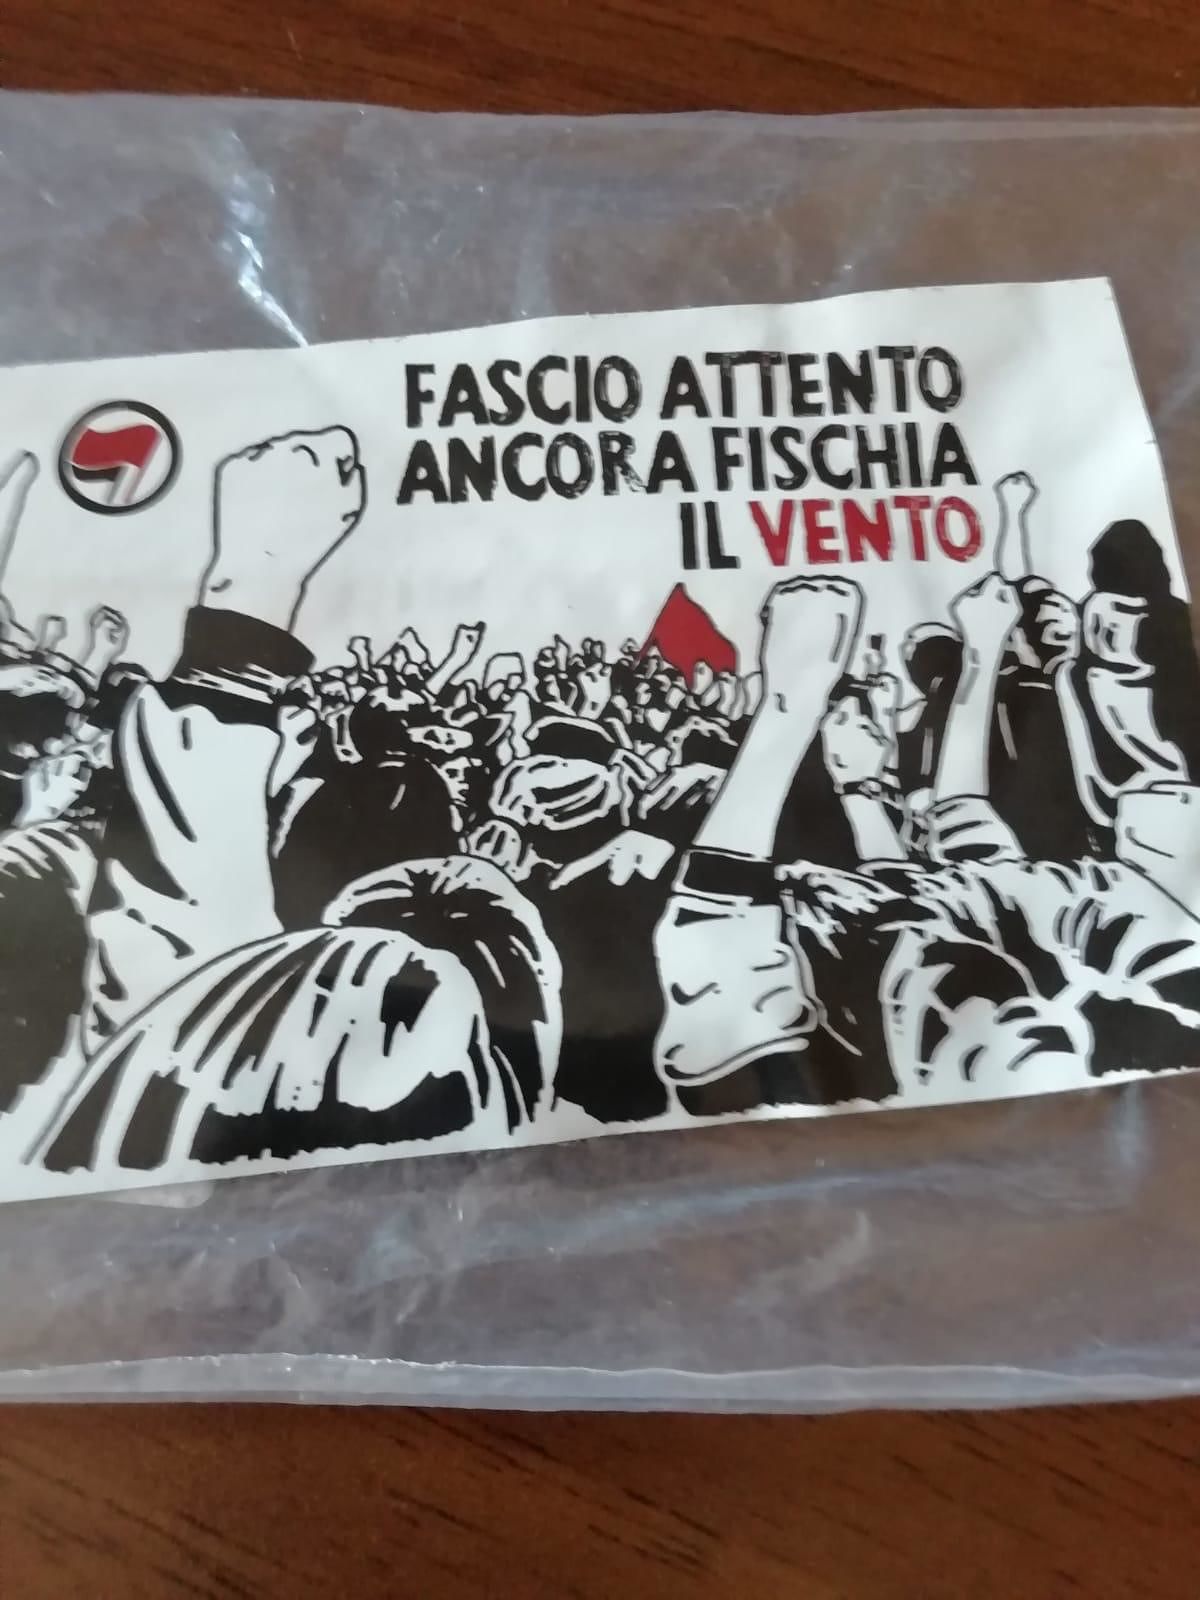 FASCIO ATTENTO
ANCORA FISCHIA
IL VENTO